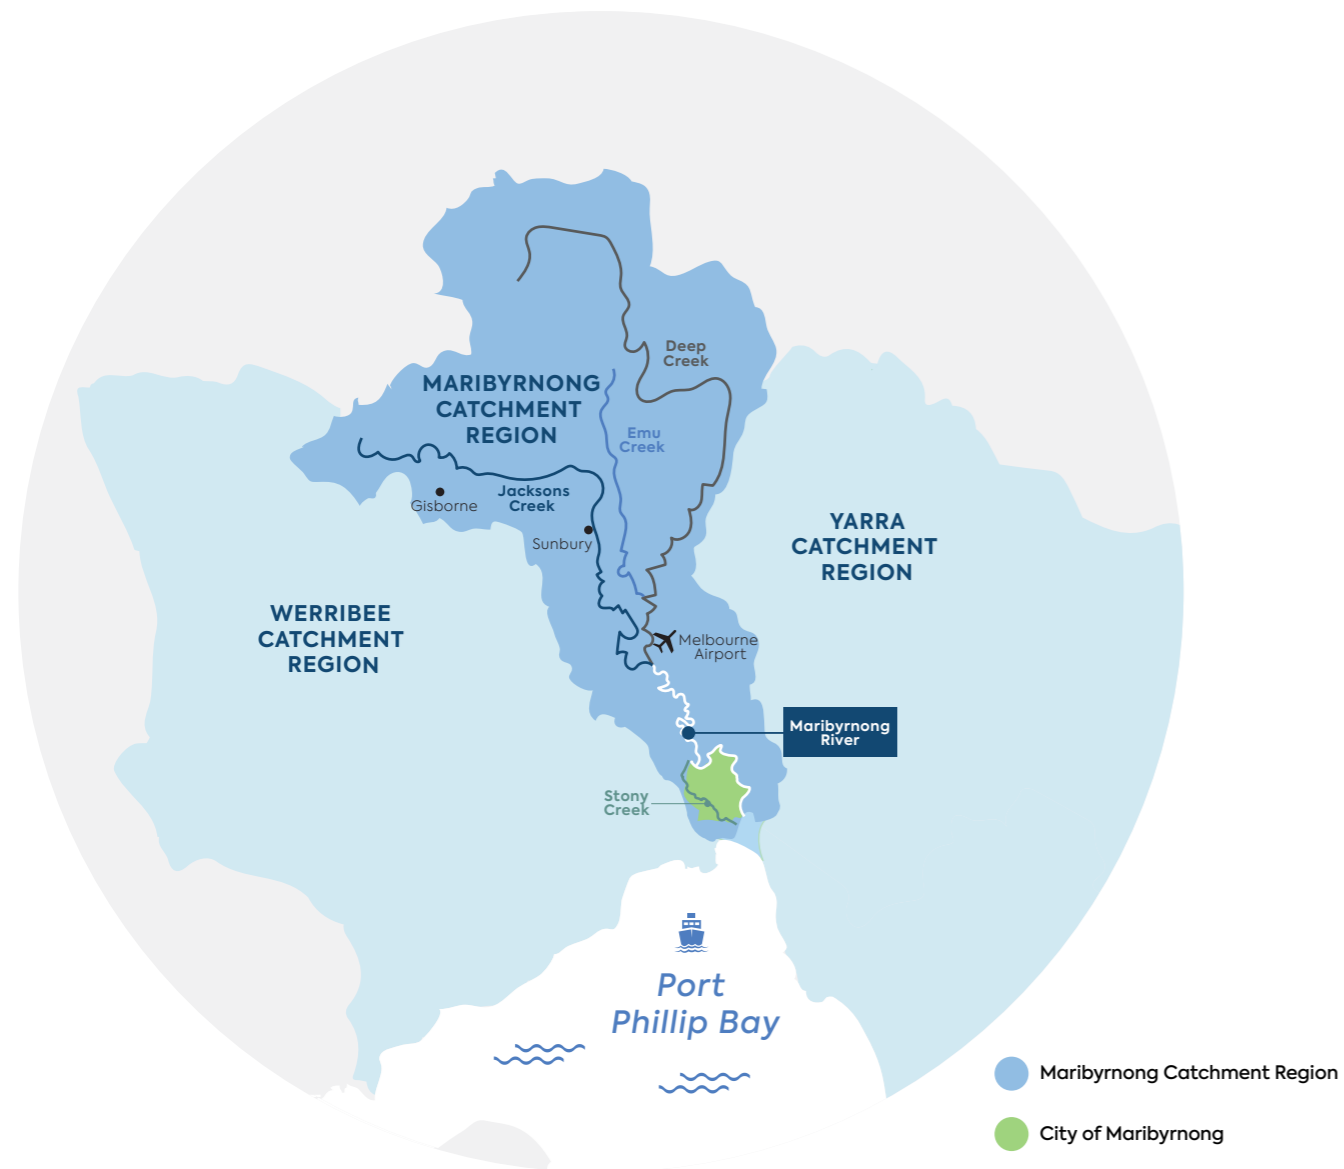 Deep
Creek
MARIBYRNONG
CATCHMENT
REGION
Emu
Creek
Jacksons
Creek
Gisborne
Sunbury
YARRA
CATCHMENT
REGION
WERRIBEE
CATCHMENT
REGION
Melbourne
Airport
Maribyrnong
River
Stony
Creek
Port
Phillip Bay
Maribyrnong Catchment Region
City of Maribyrnong